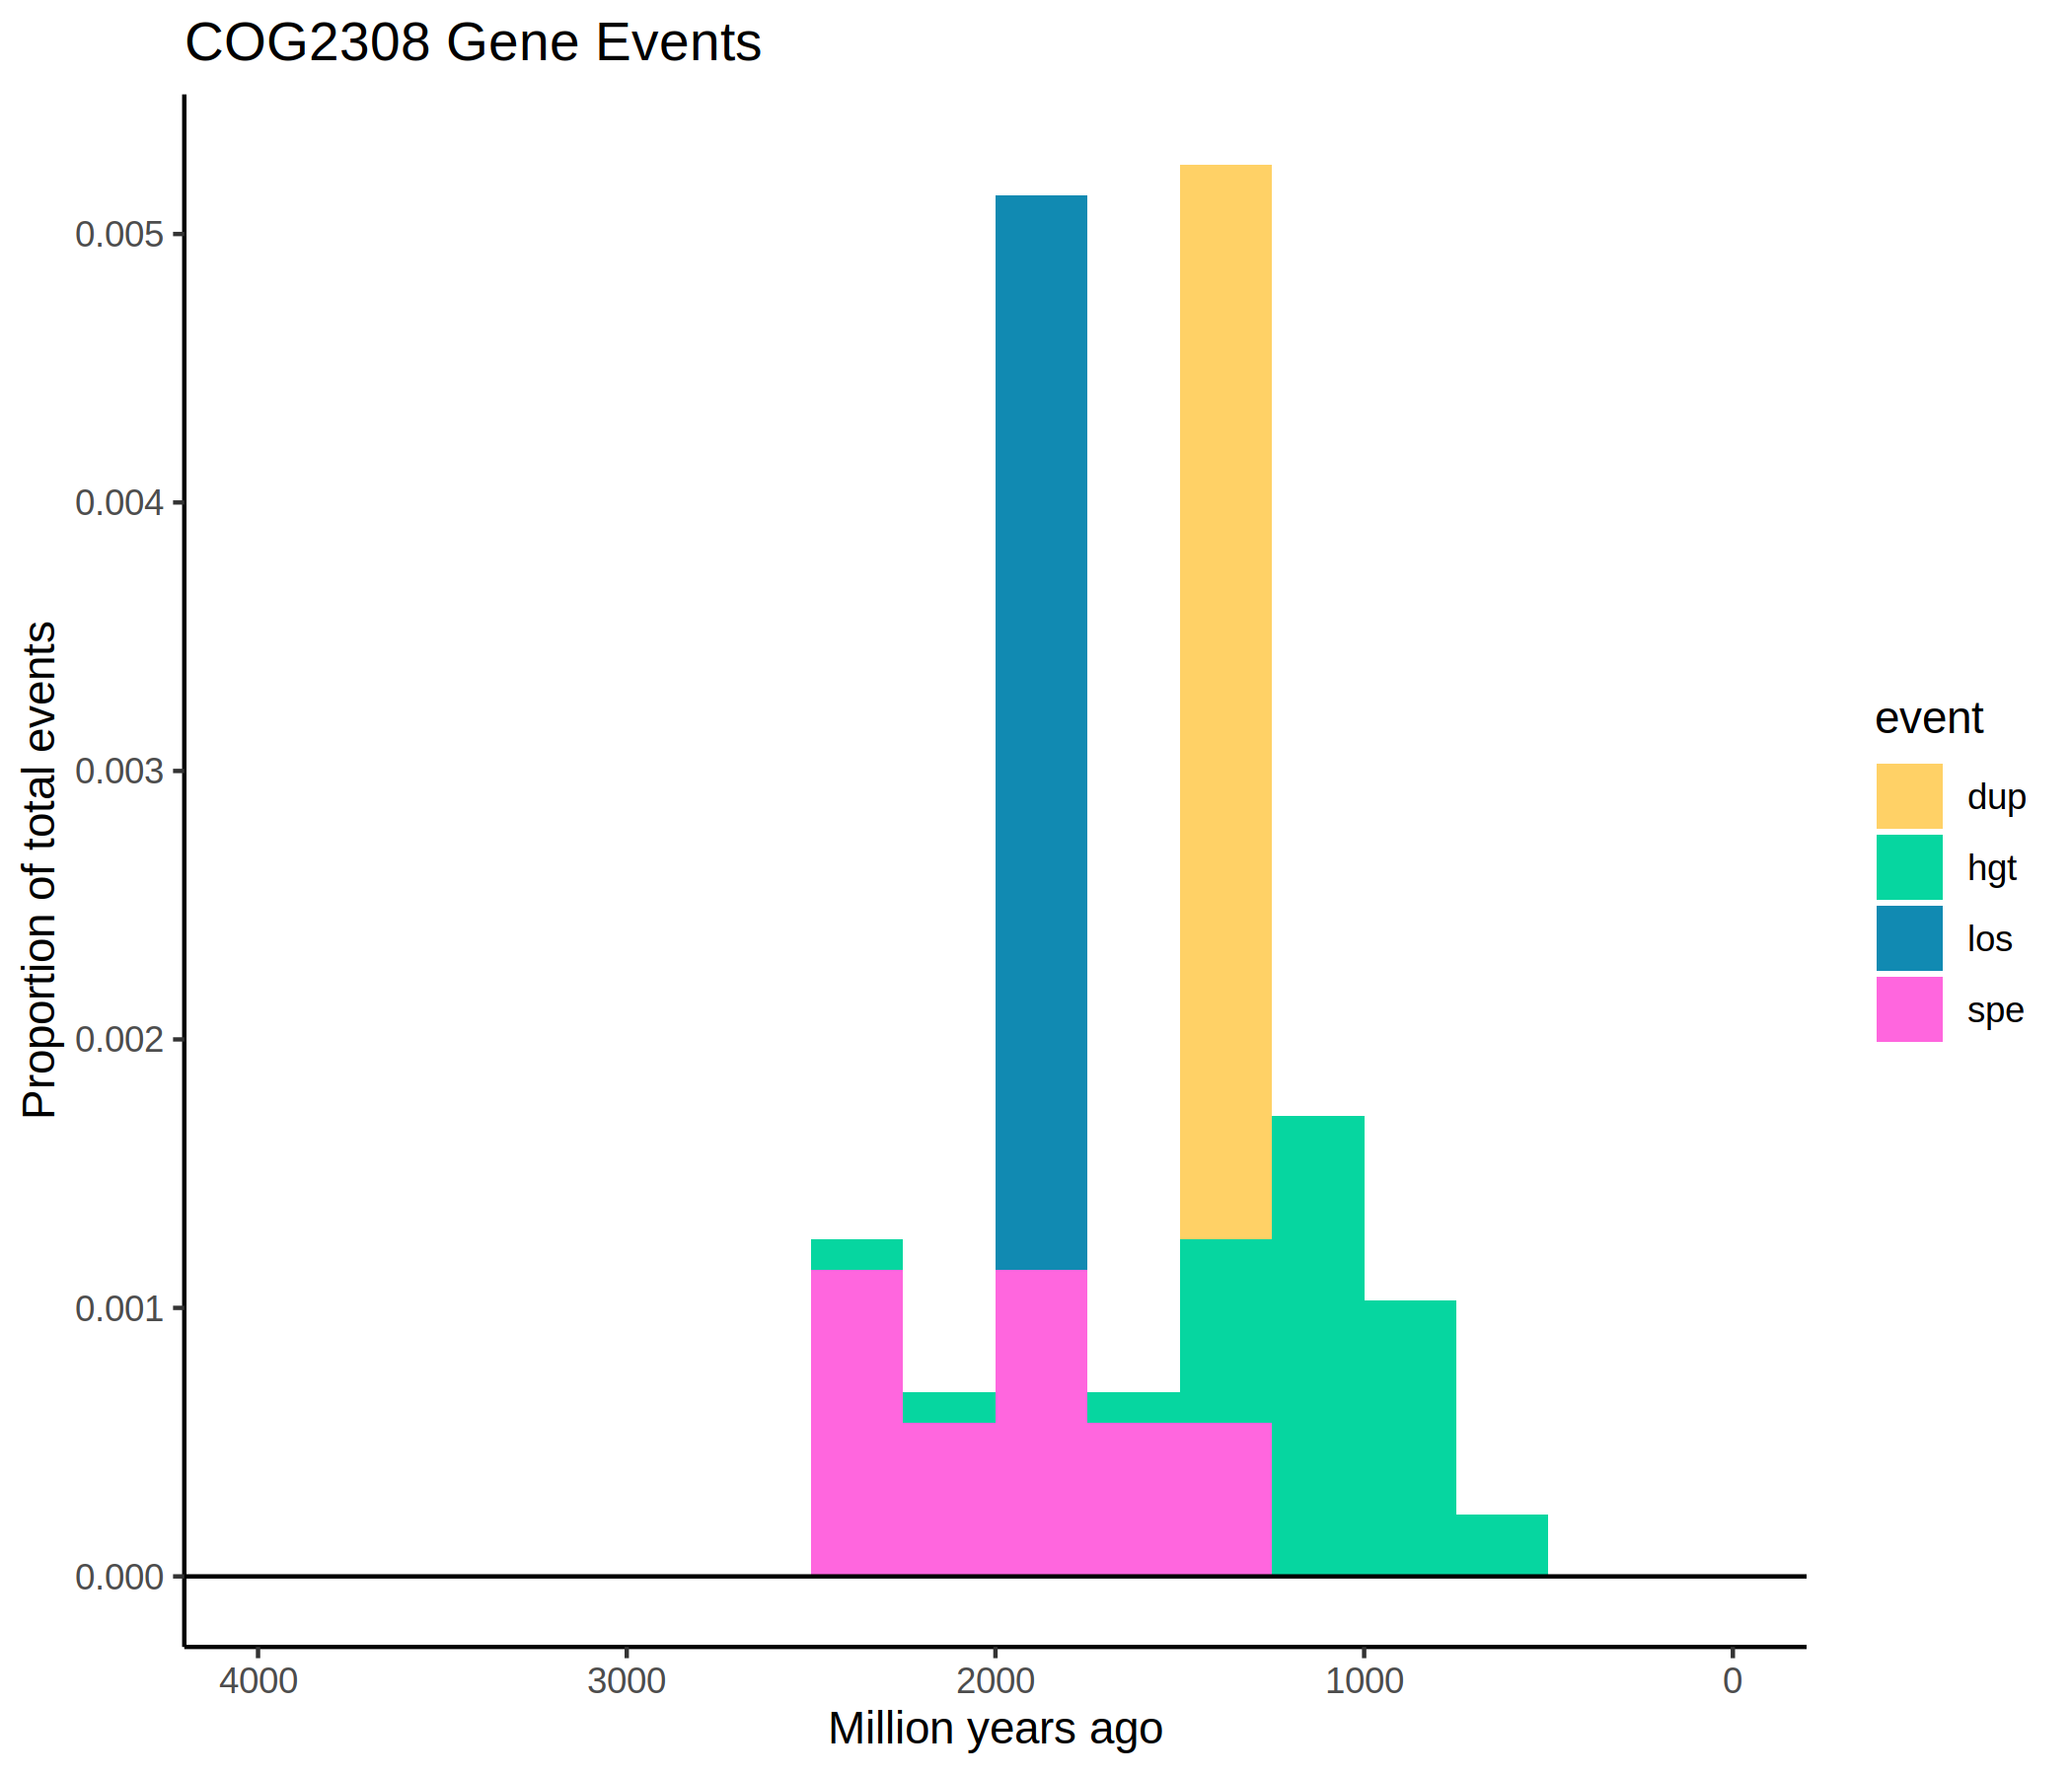 COG2308 Gene Events
Proportion of total events
0.005
0.004
0.003
0.002
0.001
0.000
4000 3000 2000 1000 0
Million years ago
event
dup
hgt
los
spe